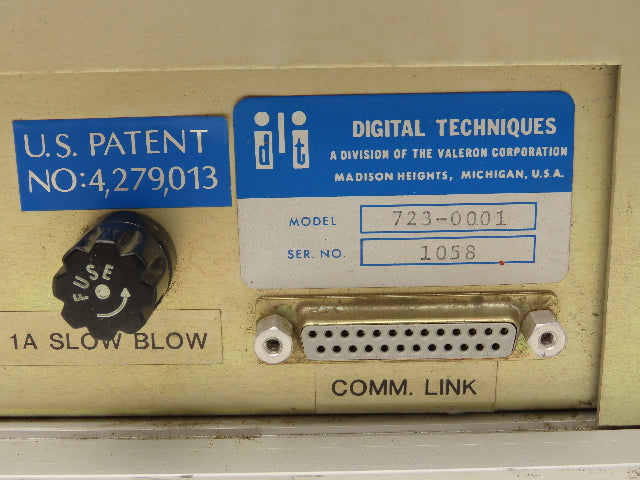 U.S. PATENT
NO:4,279,013
dlt
DIGITAL TECHNIQUES
A DIVISION OF THE VALERON CORPORATION
MADISON HEIGHTS, MICHIGAN, U.S.A.
MODEL 723-0001
SER. NO. 1058
FUSE
1A SLOW BLOW
COMM. LINK